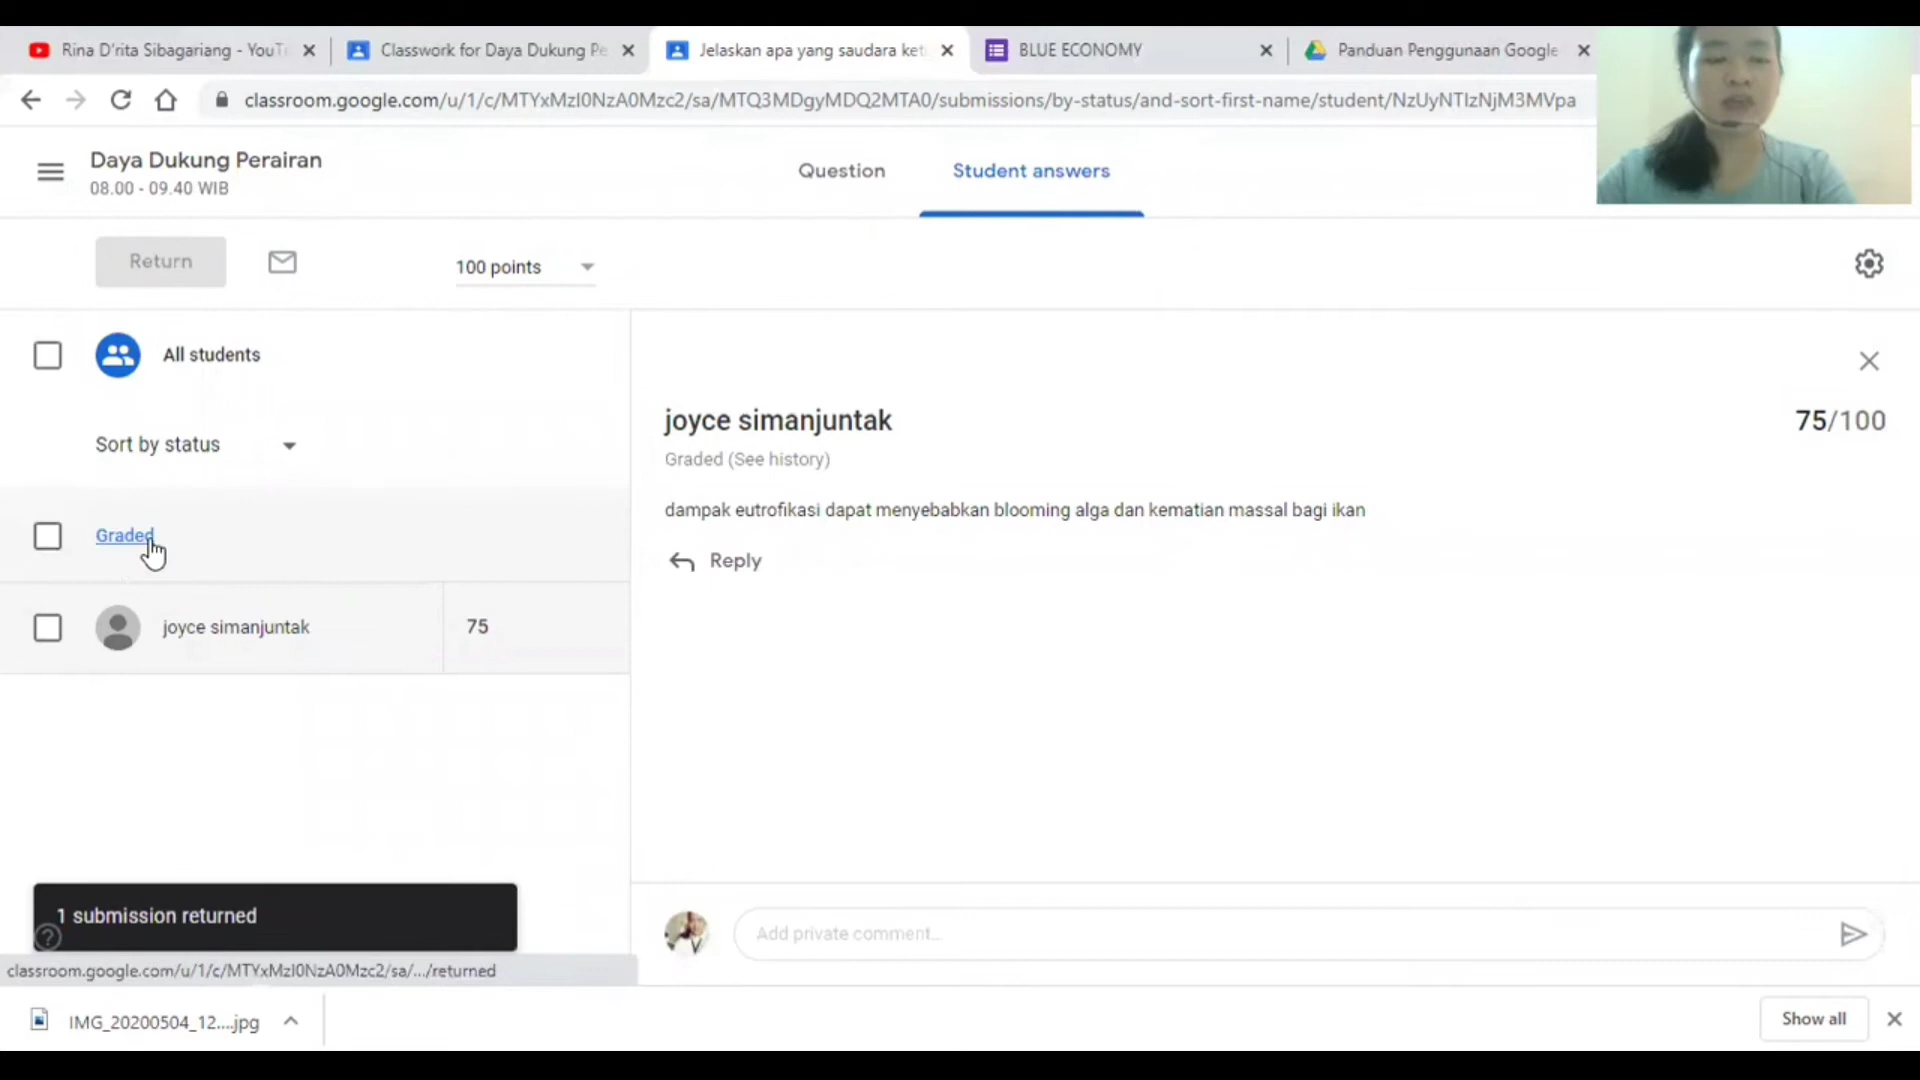 Rina D'rita Sibagariang - YouT
Classwork for Daya Dukung Pe
Jelaskan apa yang saudara ket
BLUE ECONOMY
Panduan Penggunaan Google
classroom.google.com/u/1/c/MTYxMzI0NzA0Mzc2/sa/MTQ3MDgyMDQ2MTA0/submissions/by-status/and-sort-first-name/student/NzUyNTIzNjM3MVpa
Daya Dukung Perairan
08.00 - 09.40 WIB
Question
Student answers
Return
100 points
All students
Sort by status
Graded
joyce simanjuntak
75
joyce simanjuntak
75/100
Graded (See history)
dampak eutrofikasi dapat menyebabkan blooming alga dan kematian massal bagi ikan
Reply
Add private comment...
1 submission returned
classroom.google.com/u/1/c/MTYxMzI0NzA0Mzc2/sa/.../returned
IMG_20200504_12....jpg
Show all